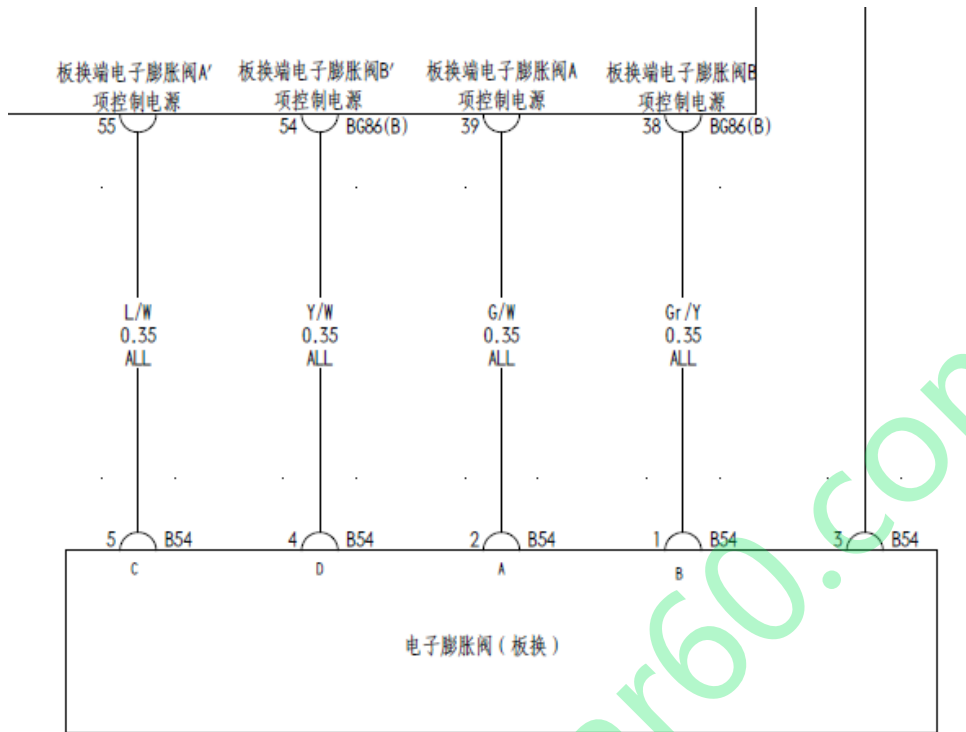 板换端电子膨胀阀A′
项控制电源
板换端电子膨胀阀B′
项控制电源
板换端电子膨胀阀A
项控制电源
板换端电子膨胀阀B
项控制电源
55
54
BG86(B)
39
38
BG86(B)
L/W
0.35
ALL
Y/W
0.35
ALL
G/W
0.35
ALL
Gr/Y
0.35
ALL
5
B54
4
B54
2
B54
1
B54
3
B54
C
D
A
B
电子膨胀阀（板换）
ar60.com